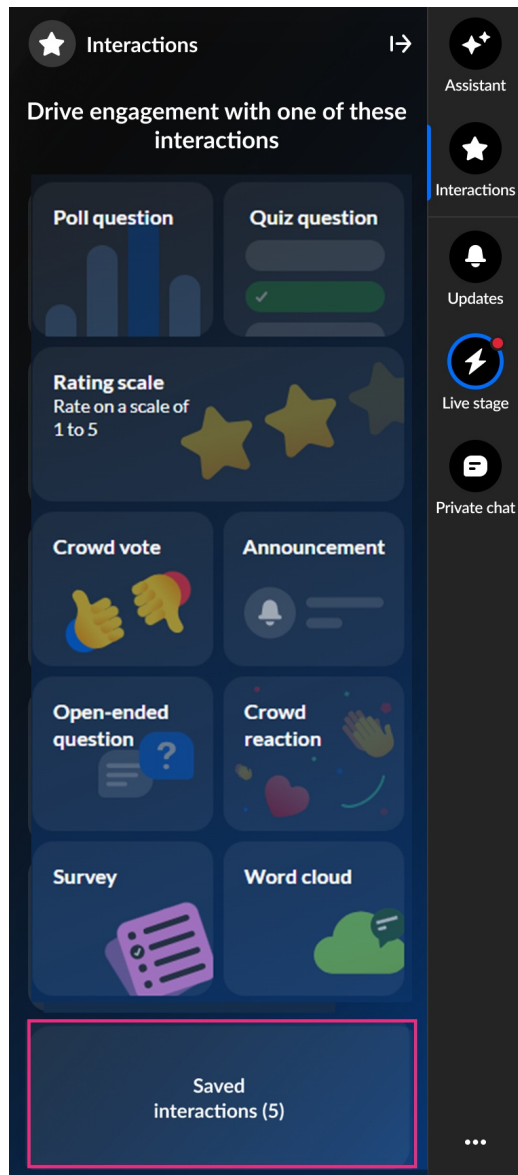 Interactions
Drive engagement with one of these
interactions
Poll question
Quiz question
Rating scale
Rate on a scale of
1 to 5
Crowd vote
Announcement
Open-ended
question
?
Crowd
reaction
Survey
Word cloud
Saved
interactions (5)
Assistant
Interactions
Updates
Live stage
Private chat